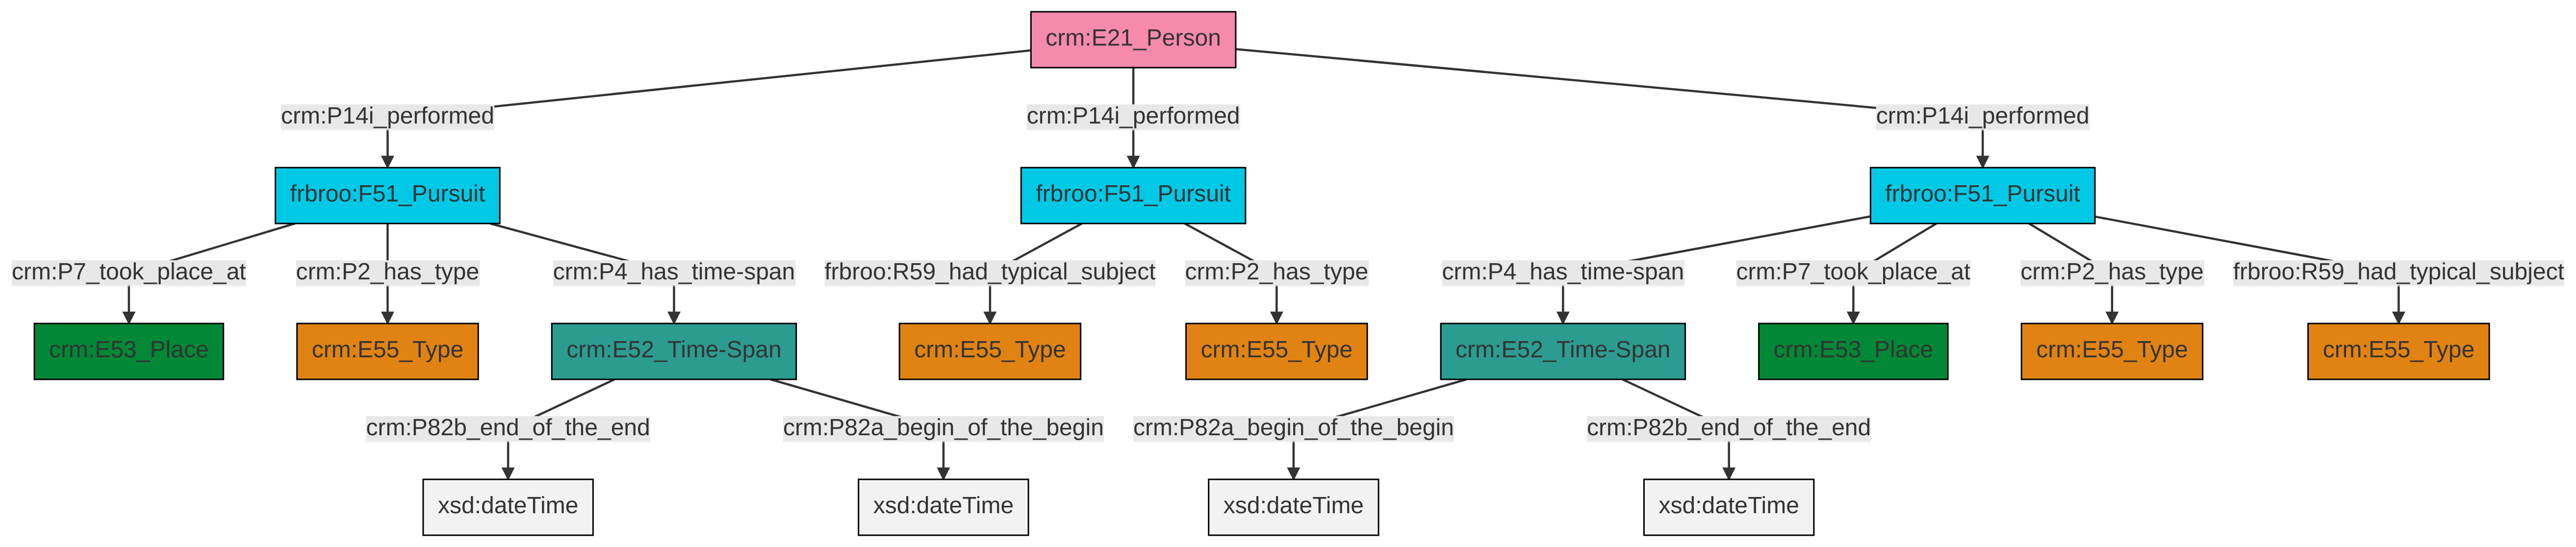 crm:E21_Person
crm:P14i_performed
crm:P14i_performed
crm:P14i_performed
frbroo:F51_Pursuit
frbroo:F51_Pursuit
frbroo:F51_Pursuit
crm:P7_took_place_at
crm:P2_has_type
crm:P4_has_time-span
frbroo:R59_had_typical_subject
crm:P2_has_type
crm:P4_has_time-span
crm:P7_took_place_at
crm:P2_has_type
frbroo:R59_had_typical_subject
crm:E53_Place
crm:E55_Type
crm:E52_Time-Span
crm:E55_Type
crm:E55_Type
crm:E52_Time-Span
crm:E53_Place
crm:E55_Type
crm:E55_Type
crm:P82b_end_of_the_end
crm:P82a_begin_of_the_begin
crm:P82a_begin_of_the_begin
crm:P82b_end_of_the_end
xsd:dateTime
xsd:dateTime
xsd:dateTime
xsd:dateTime